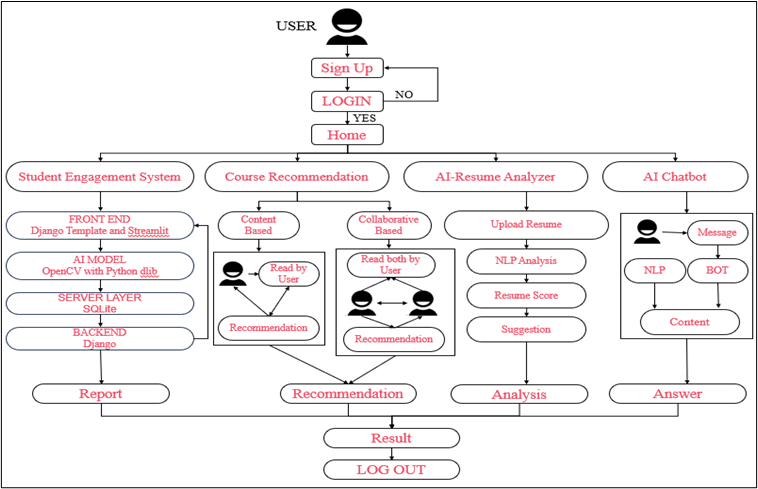 USER
Sign Up
NO
LOGIN
YES
Home
Student Engagement System
Course Recommendation
AI-Resume Analyzer
AI Chatbot
FRONT END
Django Template and Streamlit
AI MODEL
OpenCV with Python dlib
SERVER LAYER
SQLite
BACKEND
Django
Content
Based
Collaborative
Based
Read by
User
Recommendation
Read both by
User
Recommendation
Upload Resume
NLP Analysis
Resume Score
Suggestion
Message
NLP
BOT
Content
Report
Recommendation
Analysis
Answer
Result
LOG OUT